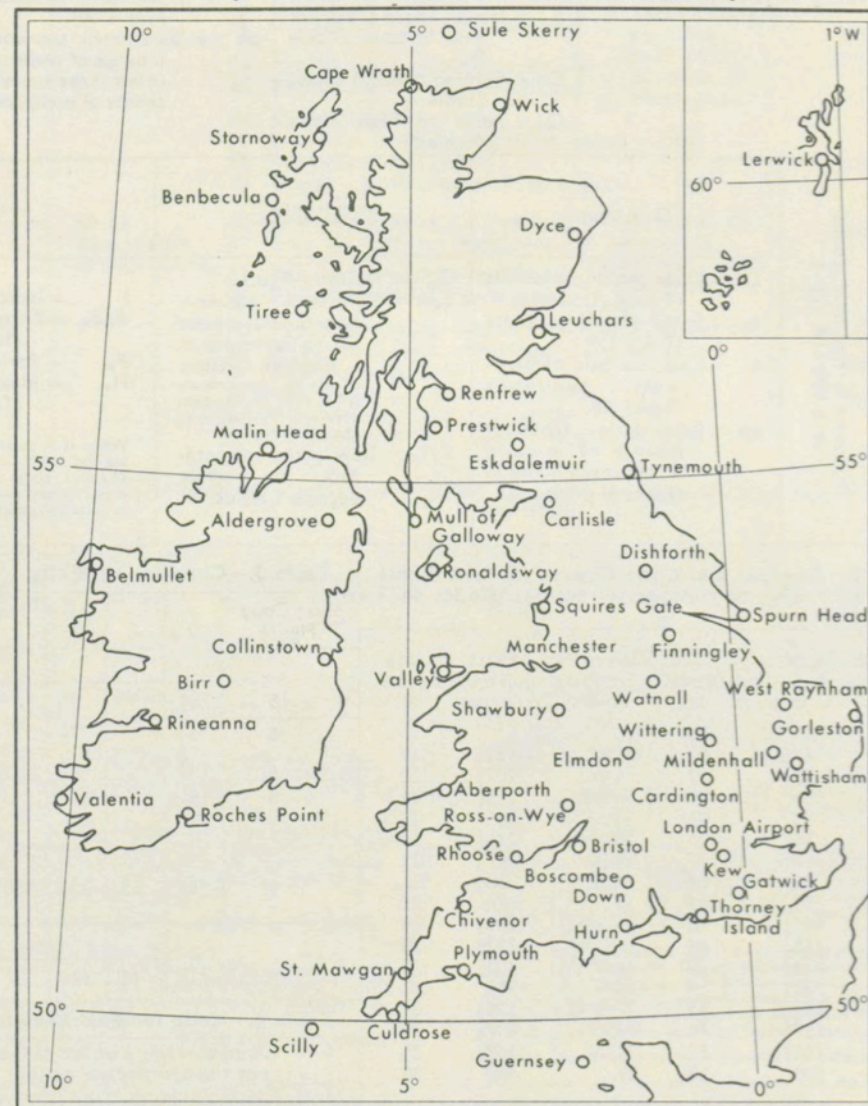 10°
5°
Sule Skerry
1° W
Cape Wrath
Wick
Stornoway
Lerwick
60°
Benbecula
Dyce
Tiree
Leuchars
0°
Renfrew
Prestwick
Malin Head
Eskdalemuir
55°
Tynemouth
55°
Aldergrove
Mull of
Galloway
Carlisle
Dishforth
Belmullet
Ronaldsway
Squires Gate
Spurn Head
Collinstown
Manchester
Finningley
Birr
Valley
Watnall
West Raynham
Rineanna
Shawbury
Wittering
Gorleston
Elmdon
Mildenhall
Wattisham
Valentia
Roches Point
Aberporth
Cardington
Ross-on-Wye
London Airport
Rhoose
Bristol
Kew
Boscombe
Down
Gatwick
Chivenor
Thorney
Island
Hurn
St. Mawgan
Plymouth
50°
50°
Scilly
Culdrose
Guernsey
10°
5°
0°